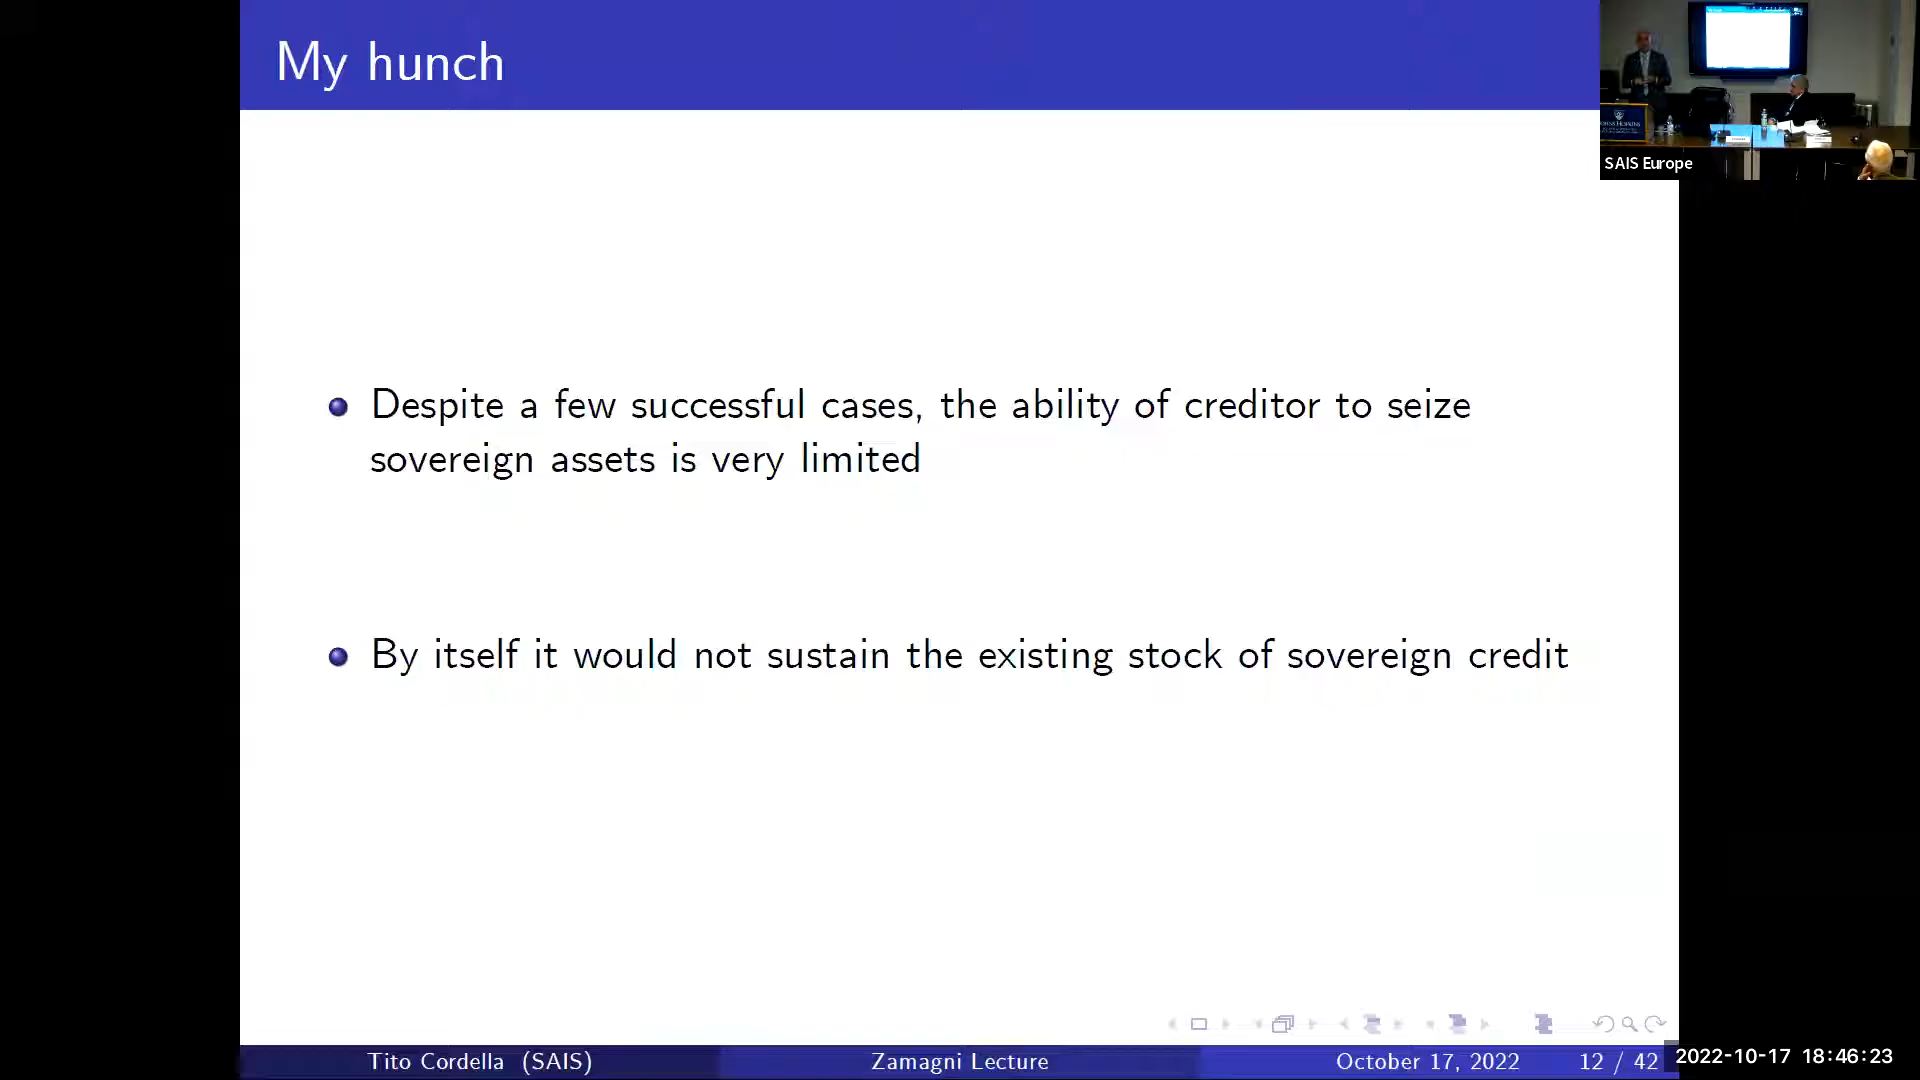 My hunch
SAIS Europe
Despite a few successful cases, the ability of creditor to seize
sovereign assets is very limited
By itself it would not sustain the existing stock of sovereign credit
Tito Cordella (SAIS)
Zamagni Lecture
October 17, 2022
12 / 42
2022-10-17 18:46:23